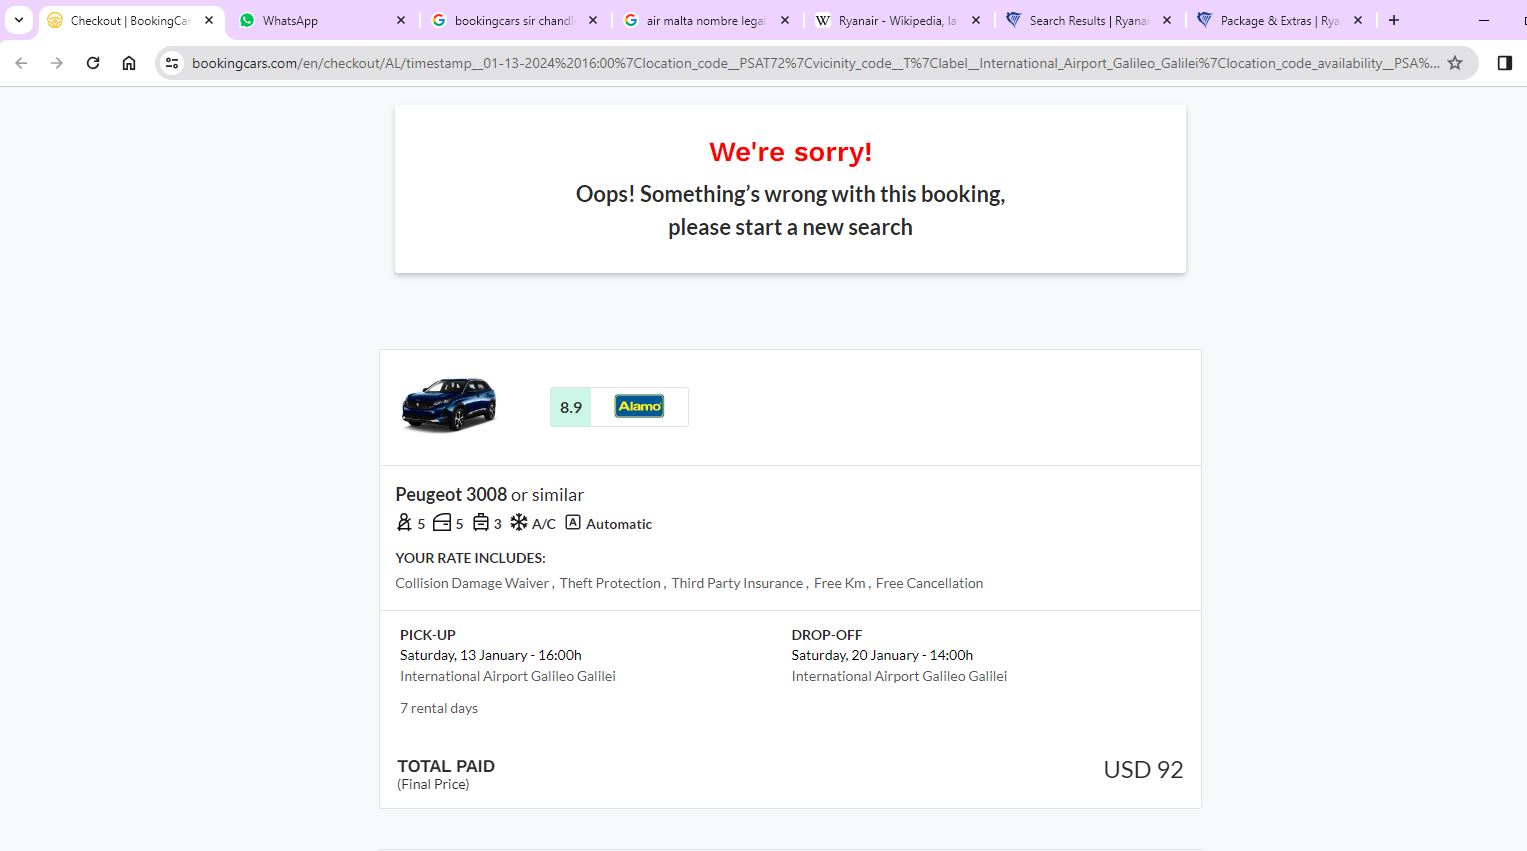 Checkout | BookingCar
WhatsApp
bookingcars sir chandl
air malta nombre legal
Ryanair - Wikipedia, la
Search Results | Ryanai
Package & Extras | Rya
bookingcars.com/en/checkout/AL/timestamp__01-13-2024%2016:00%7Clocation_code__PSAT72%7Cvicinity_code__T%7Clabel__International_Airport_Galileo_Galilei%7Clocation_code_availability__PSA%...
We're sorry!
Oops! Something’s wrong with this booking,
please start a new search
8.9 Alamo
Peugeot 3008 or similar
5 5 3 A/C A Automatic
YOUR RATE INCLUDES:
Collision Damage Waiver , Theft Protection , Third Party Insurance , Free Km , Free Cancellation
PICK-UP
Saturday, 13 January - 16:00h
International Airport Galileo Galilei
7 rental days
DROP-OFF
Saturday, 20 January - 14:00h
International Airport Galileo Galilei
TOTAL PAID
(Final Price)
USD 92